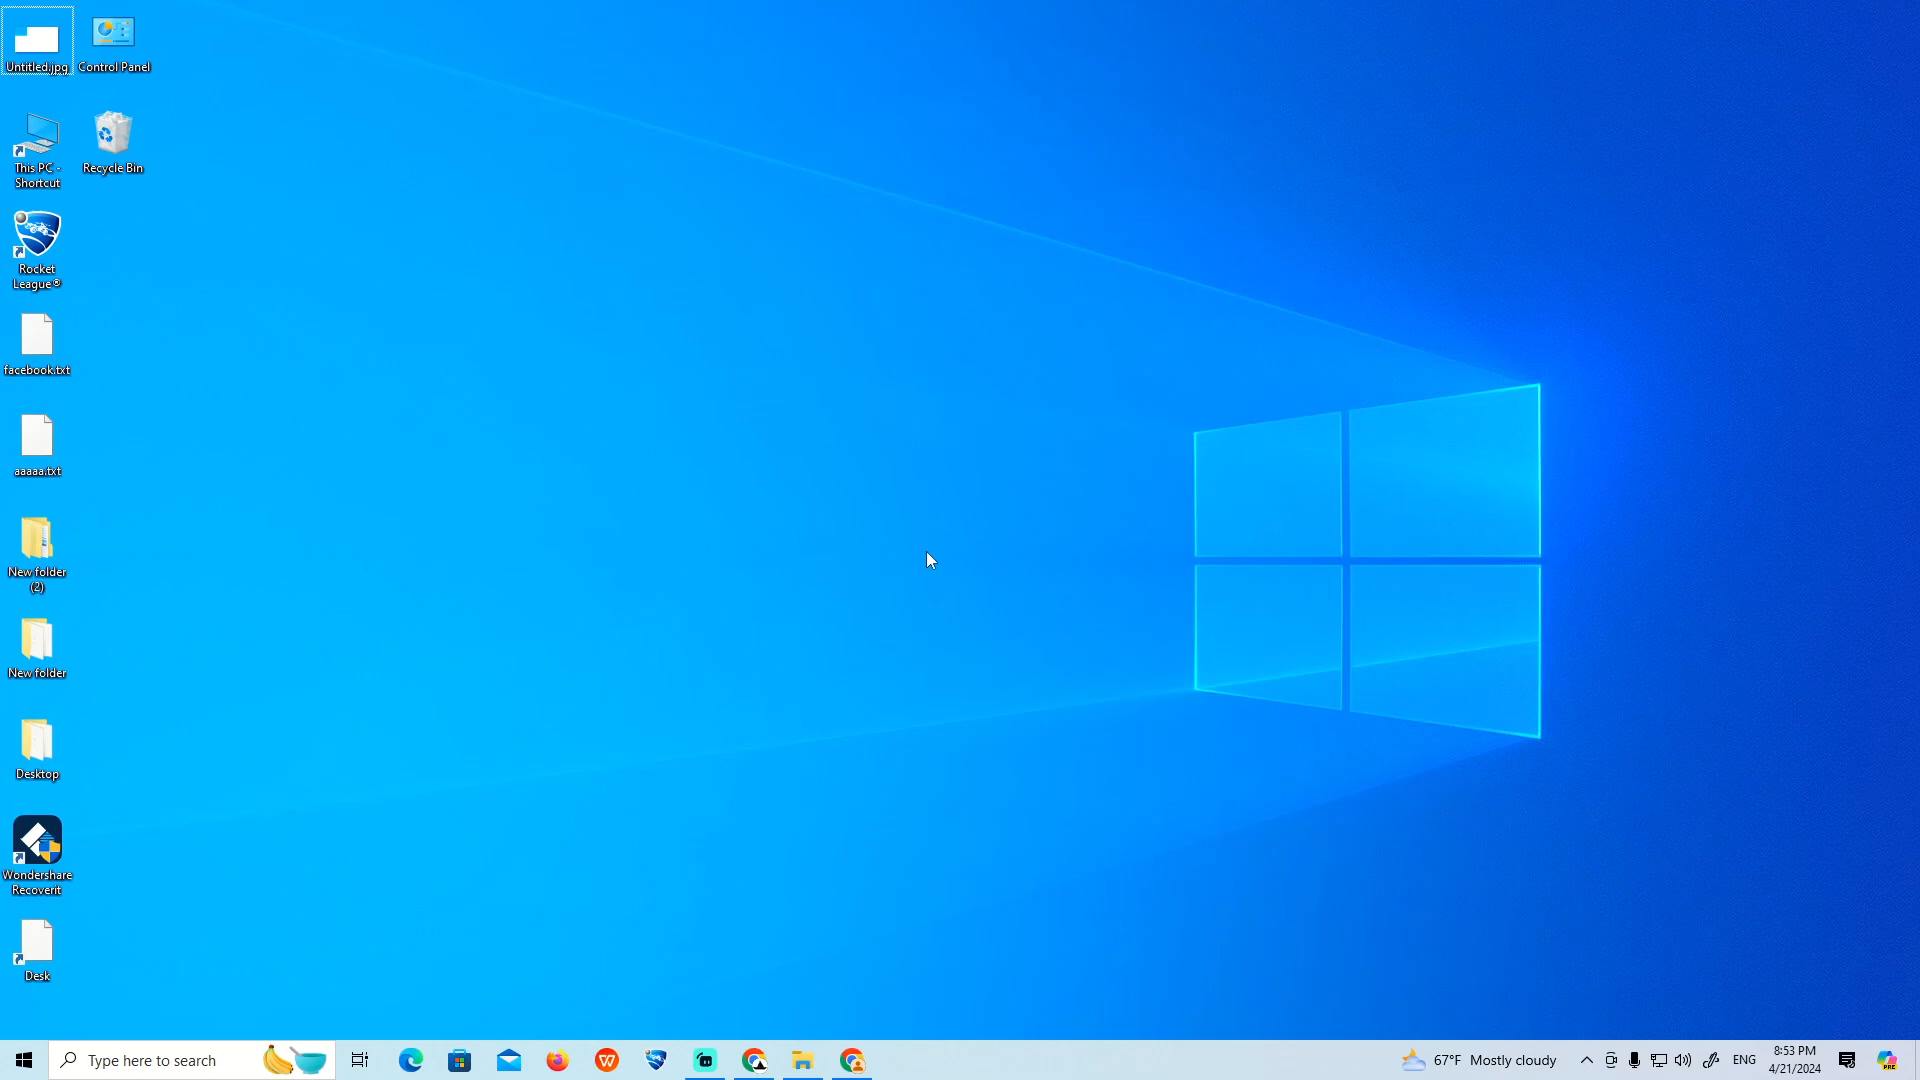 Untitled.jpg
Control Panel
This PC -
Shortcut
Recycle Bin
Rocket
League®
facebook.txt
aaaaa.txt
New folder
(2)
New folder
Desktop
Wondershare
Recoverit
Desk
Type here to search
67°F Mostly cloudy
ENG
8:53 PM
4/21/2024
PRE